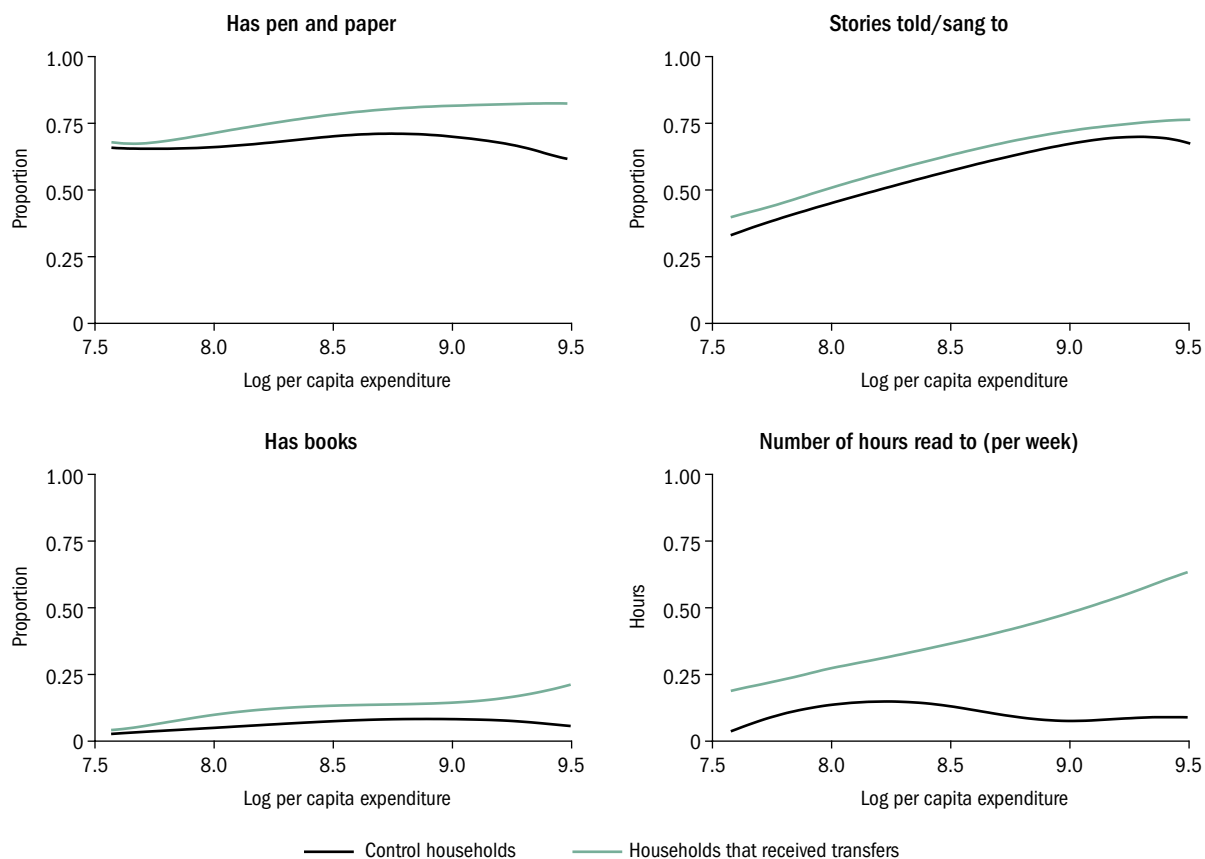 Has pen and paper
1.00
0.75
0.50
0.25
0
Proportion
7.5 8.0 8.5 9.0 9.5
Log per capita expenditure
Stories told/sang to
1.00
0.75
0.50
0.25
0
Proportion
7.5 8.0 8.5 9.0 9.5
Log per capita expenditure
Has books
1.00
0.75
0.50
0.25
0
Proportion
7.5 8.0 8.5 9.0 9.5
Log per capita expenditure
Number of hours read to (per week)
1.00
0.75
0.50
0.25
0
Hours
7.5 8.0 8.5 9.0 9.5
Log per capita expenditure
Control households Households that received transfers